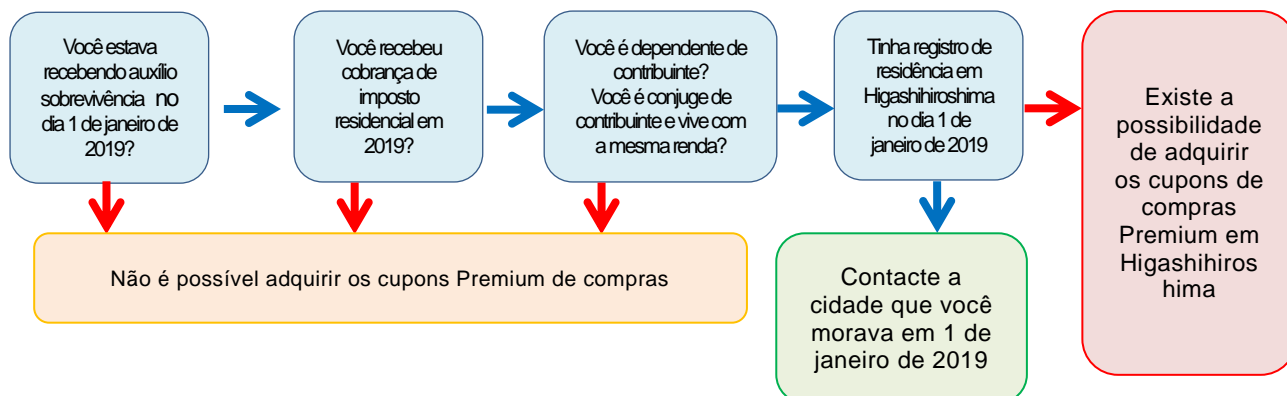 Você estava
recebendo auxílio
sobrevivência no
dia 1 de janeiro de
2019?
Você recebeu
cobrança de
imposto
residencial em
2019?
Você é dependente de
contribuinte?
Você é conjuge de
contribuinte e vive com
a mesma renda?
Tinha registro de
residência em
Higashihiroshima
no dia 1 de
janeiro de 2019
Existe a
possibilidade
de adquirir
os cupons de
compras
Premium em
Higashihiros
hima
Não é possível adquirir os cupons Premium de compras
Contacte a
cidade que você
morava em 1 de
janeiro de 2019